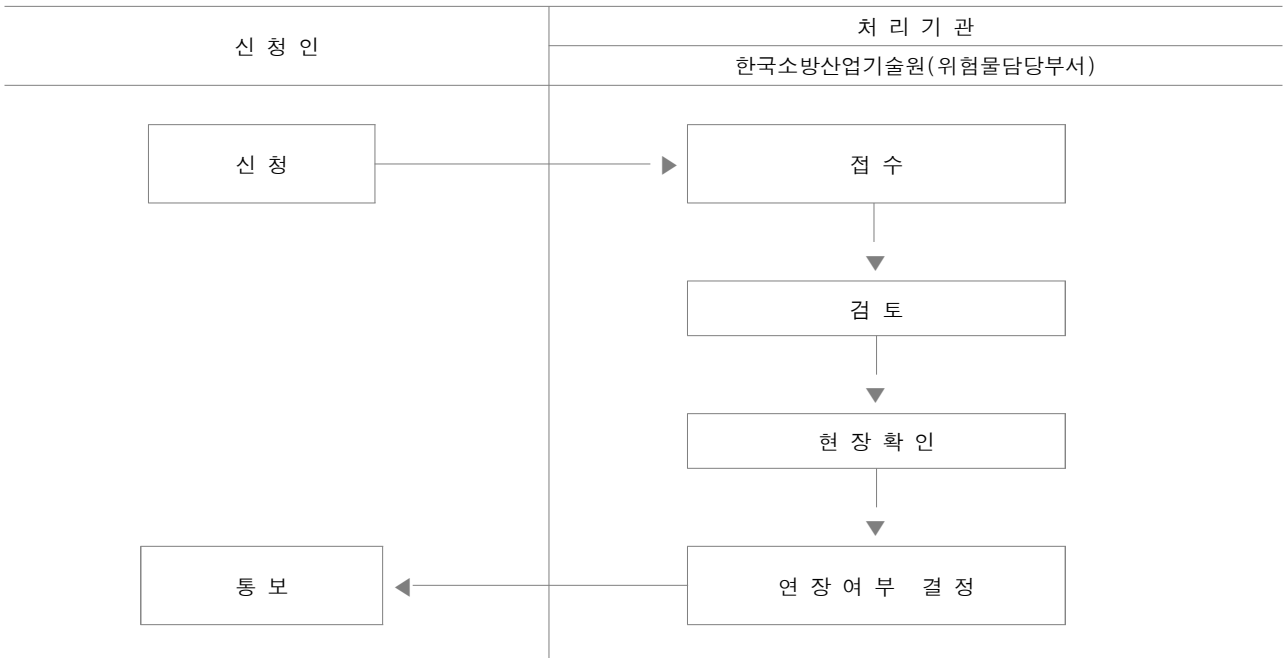 신 청 인
처 리 기 관
한국소방산업기술원(위험물담당부서)
신 청
접 수
검 토
현 장 확 인
통 보
연 장 여 부 결 정